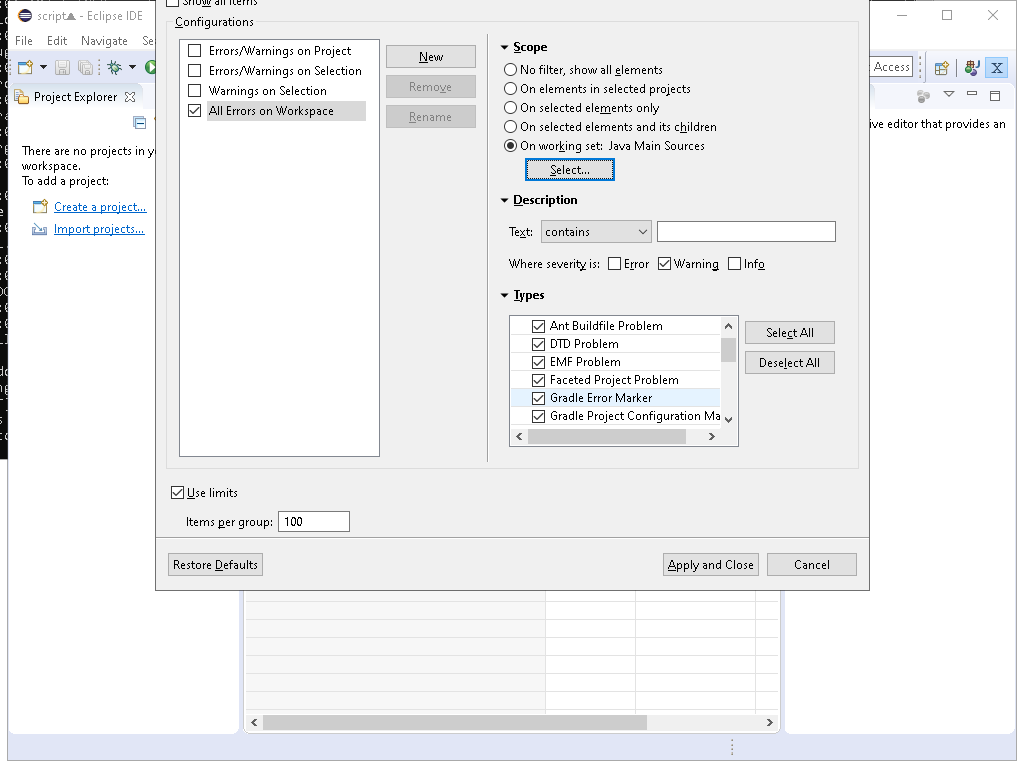 Show all items
script - Eclipse IDE
File Edit Navigate Se
Access
Project Explorer
ive editor that provides an
There are no projects in y
workspace.
To add a project:
Create a project...
Import projects...
Configurations
Errors/Warnings on Project
Errors/Warnings on Selection
Warnings on Selection
All Errors on Workspace
New
Remove
Rename
Scope
No filter, show all elements
On elements in selected projects
On selected elements only
On selected elements and its children
On working set: Java Main Sources
Select...
Description
Text: contains
Where severity is: Error Warning Info
Types
Ant Buildfile Problem
DTD Problem
EMF Problem
Faceted Project Problem
Gradle Error Marker
Gradle Project Configuration Ma
Select All
Deselect All
Use limits
Items per group: 100
Restore Defaults
Apply and Close
Cancel